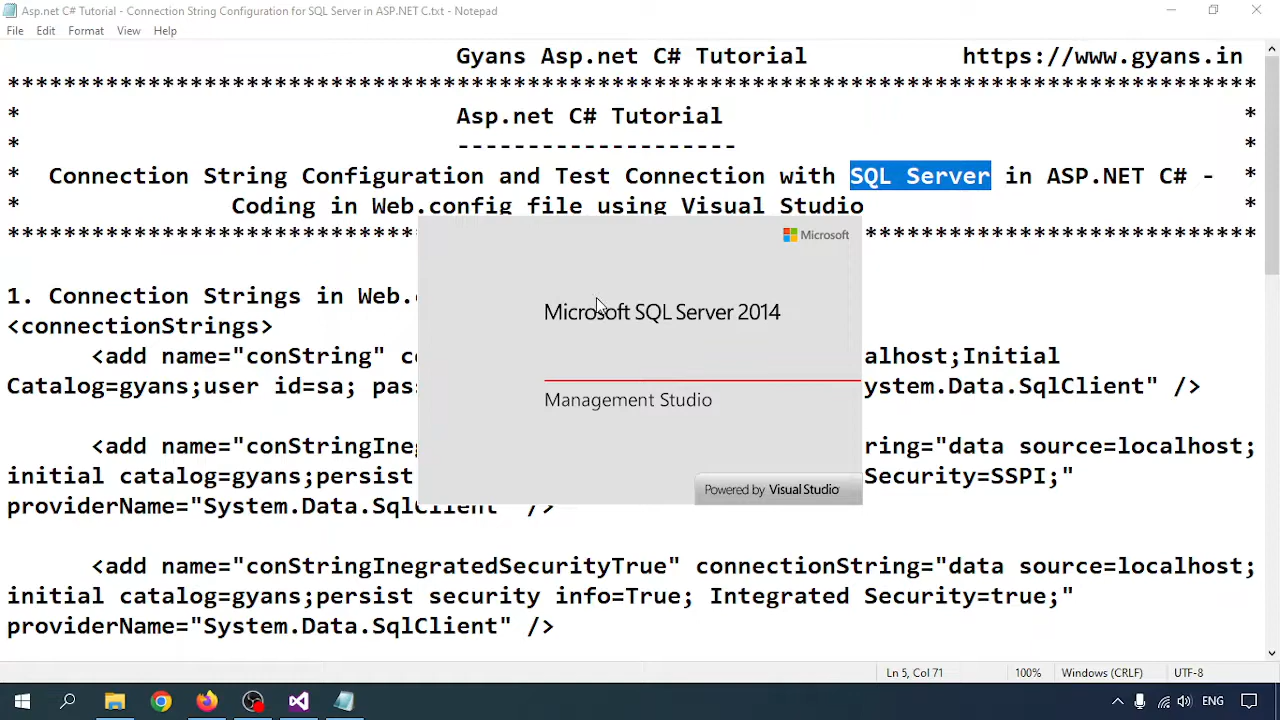 Asp.net C# Tutorial - Connection String Configuration for SQL Server in ASP.NET C.txt - Notepad
File Edit Format View Help
Gyans Asp.net C# Tutorial https://www.gyans.in
*****************************************************************************************
* Asp.net C# Tutorial *
* -------------------- *
* Connection String Configuration and Test Connection with SQL Server in ASP.NET C# - *
* Coding in Web.config file using Visual Studio *
*****************************************************************************************
Microsoft
1. Connection Strings in Web.
Microsoft SQL Server 2014
<connectionStrings>
<add name="conString" co alhost;Initial
Catalog=gyans;user id=sa; pas ystem.Data.SqlClient" />
Management Studio
<add name="conStringIneg ring="data source=localhost;
initial catalog=gyans;persist Security=SSPI;"
Powered by Visual Studio
providerName="System.Data.SqlClient" />
<add name="conStringInegratedSecurityTrue" connectionString="data source=localhost;
initial catalog=gyans;persist security info=True; Integrated Security=true;"
providerName="System.Data.SqlClient" />
Ln 5, Col 71 100% Windows (CRLF) UTF-8
ENG